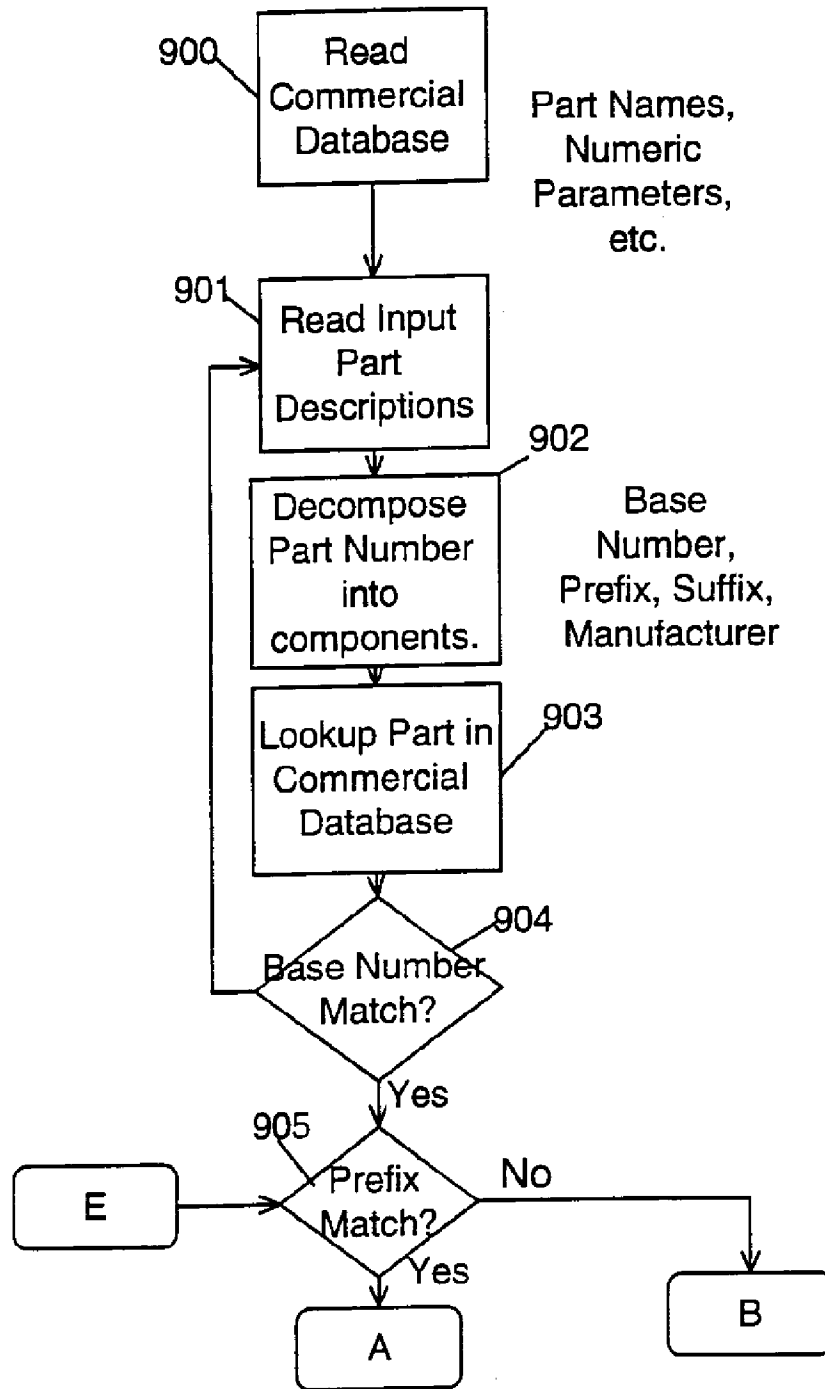 900
Read
Commercial
Database
Part Names,
Numeric
Parameters,
etc.
901
Read Input
Part
Descriptions
902
Decompose
Part Number
into
components.
Base
Number,
Prefix, Suffix,
Manufacturer
903
Lookup Part in
Commercial
Database
904
Base Number
Match?
Yes
905
E
Prefix
Match?
No
Yes
A
B